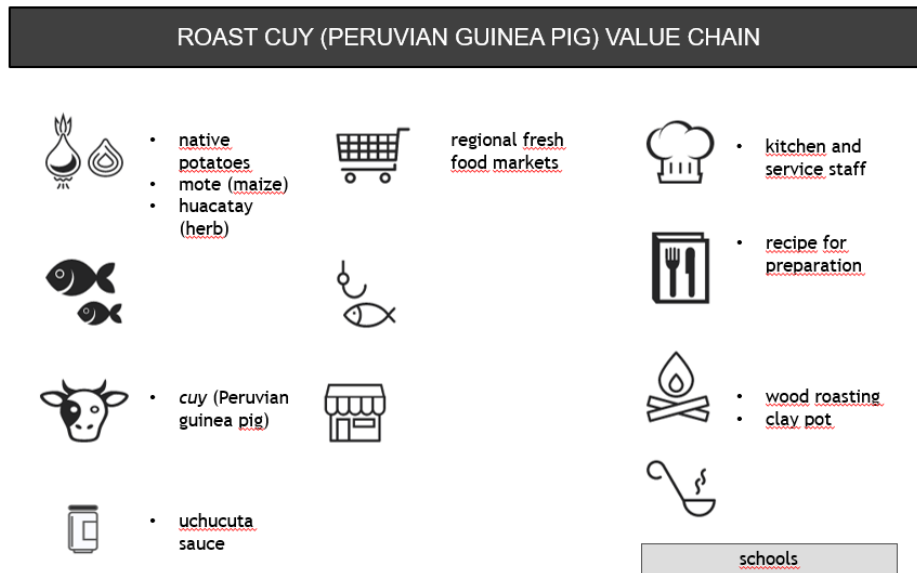 ROAST CUY (PERUVIAN GUINEA PIG) VALUE CHAIN
• native
potatoes
• mote (maize)
• huacatay
(herb)
regional fresh
food markets
• kitchen and
service staff
• recipe for
preparation
• cuy (Peruvian
guinea pig)
• wood roasting
• clay pot
• uchucuta
sauce
schools